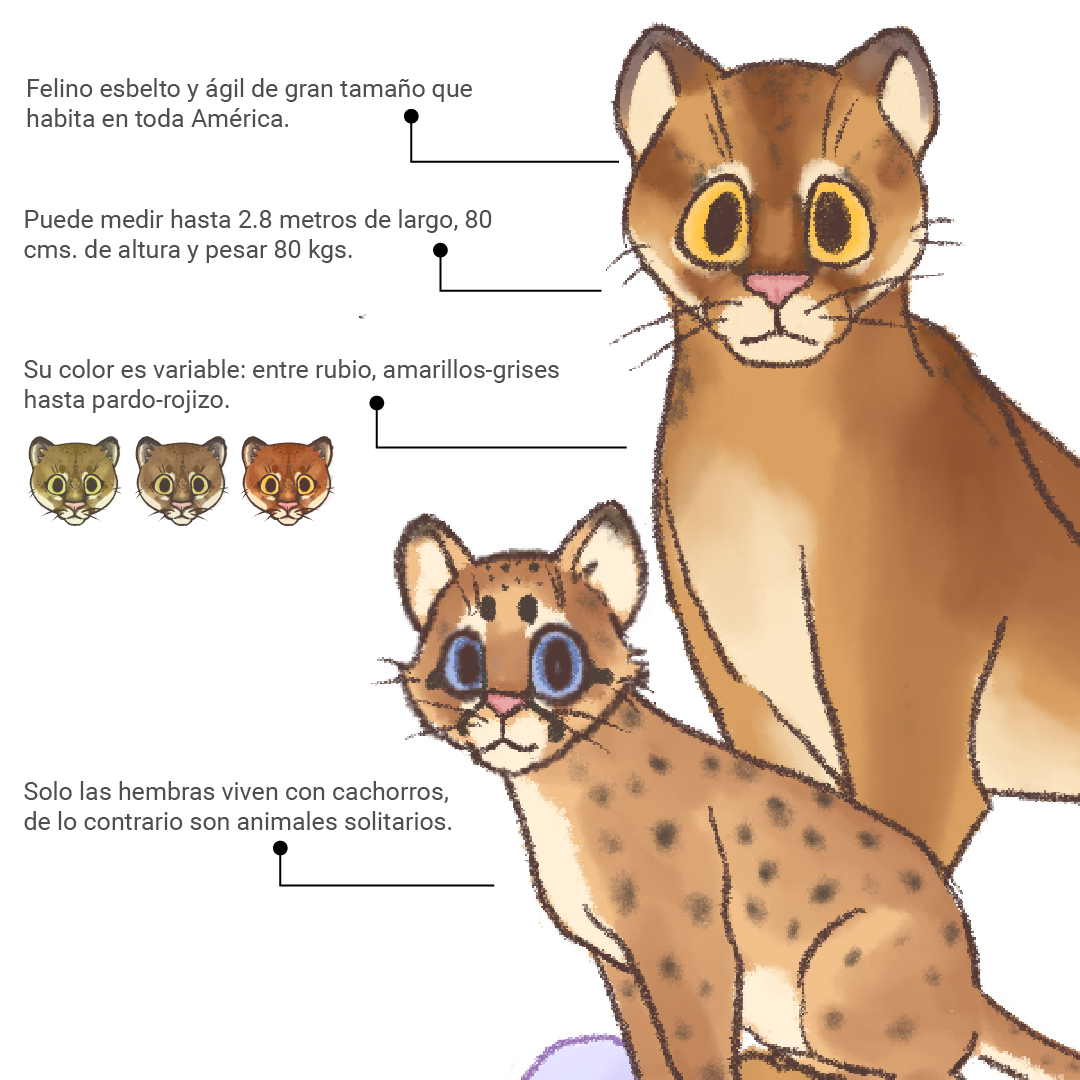 Felino esbelto y ágil de gran tamaño que
habita en toda América.
Puede medir hasta 2.8 metros de largo, 80
cms. de altura y pesar 80 kgs.
Su color es variable: entre rubio, amarillos-grises
hasta pardo-rojizo.
Solo las hembras viven con cachorros,
de lo contrario son animales solitarios.